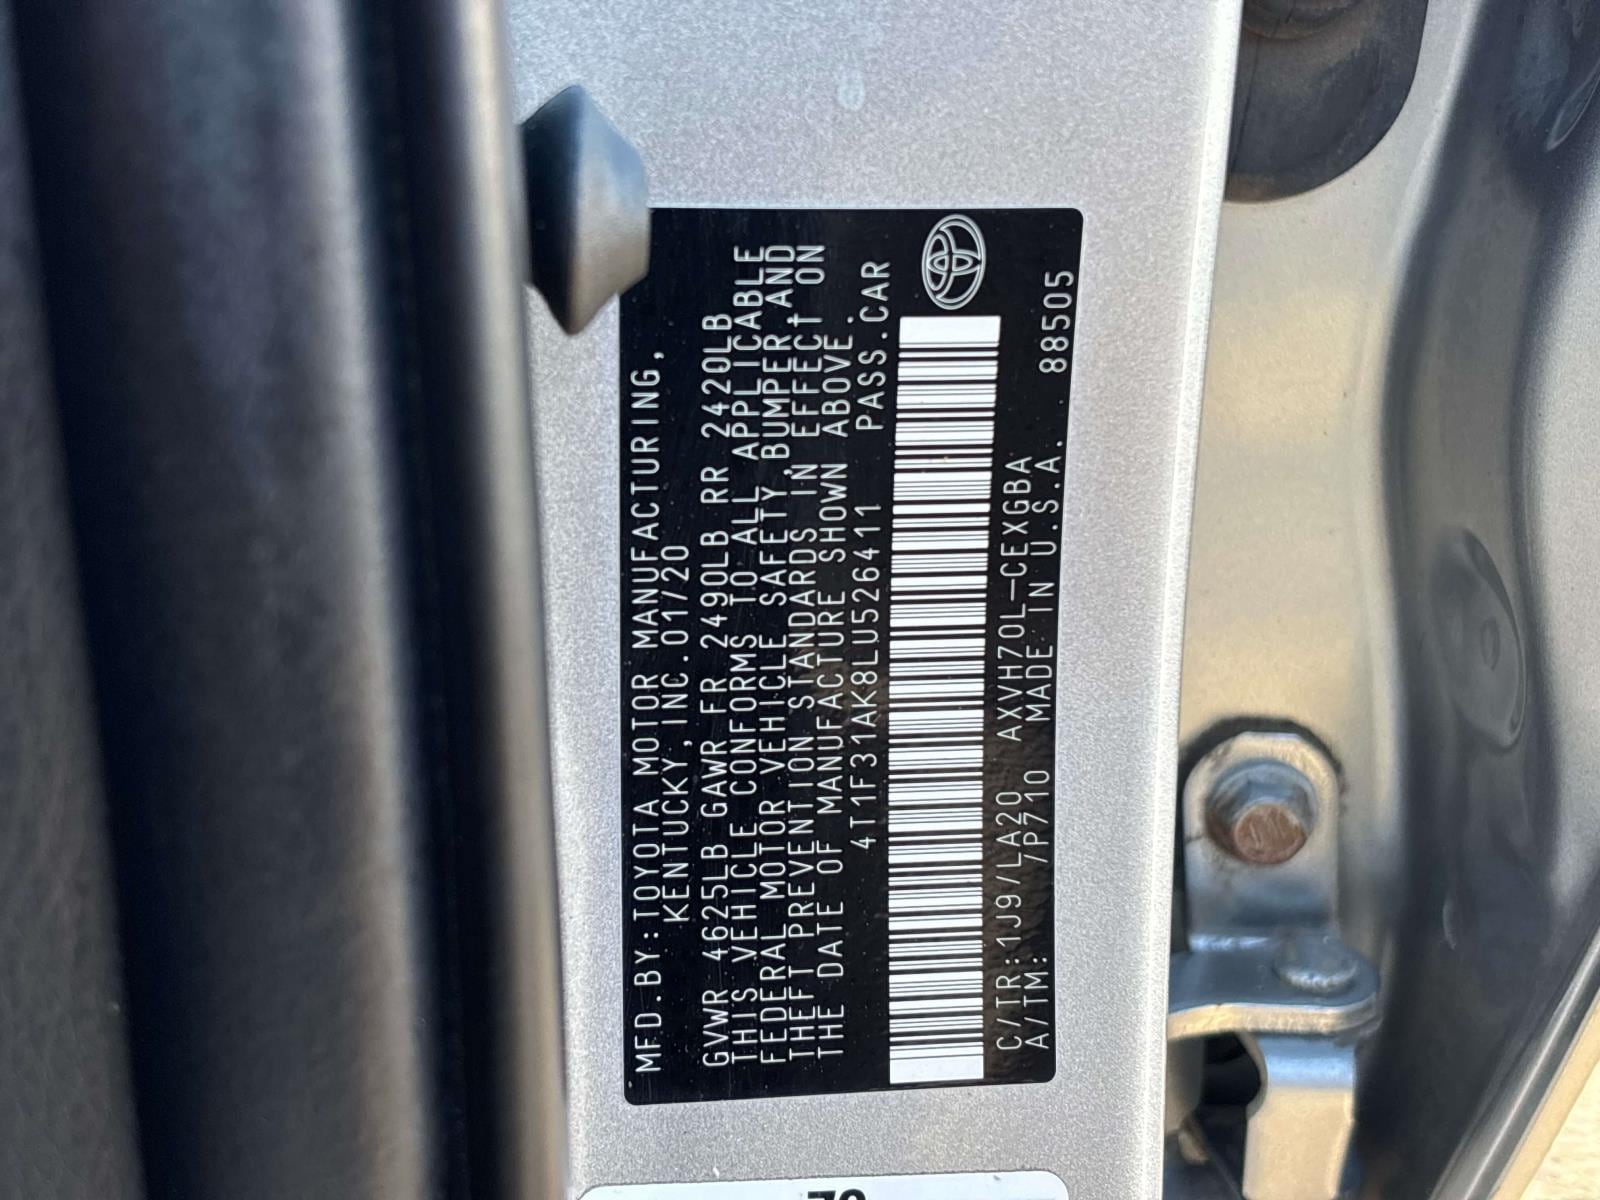 MFD.BY:TOYOTA MOTOR MANUFACTURING,
KENTUCKY,INC.01/20
GVWR 4625LB GAWR FR 2490LB RR 2420LB
THIS VEHICLE CONFORMS TO ALL APPLICABLE
FEDERAL MOTOR VEHICLE SAFETY,BUMPER,AND
THEFT PREVENTION STANDARDS IN EFFECT ON
THE DATE OF MANUFACTURE SHOWN ABOVE.
4T1F31AK8LU526411 PASS.CAR
C/TR:1J9/LA20 AXVH70L-CEXGBA
A/TM: /P710 MADE IN U.S.A. 88505